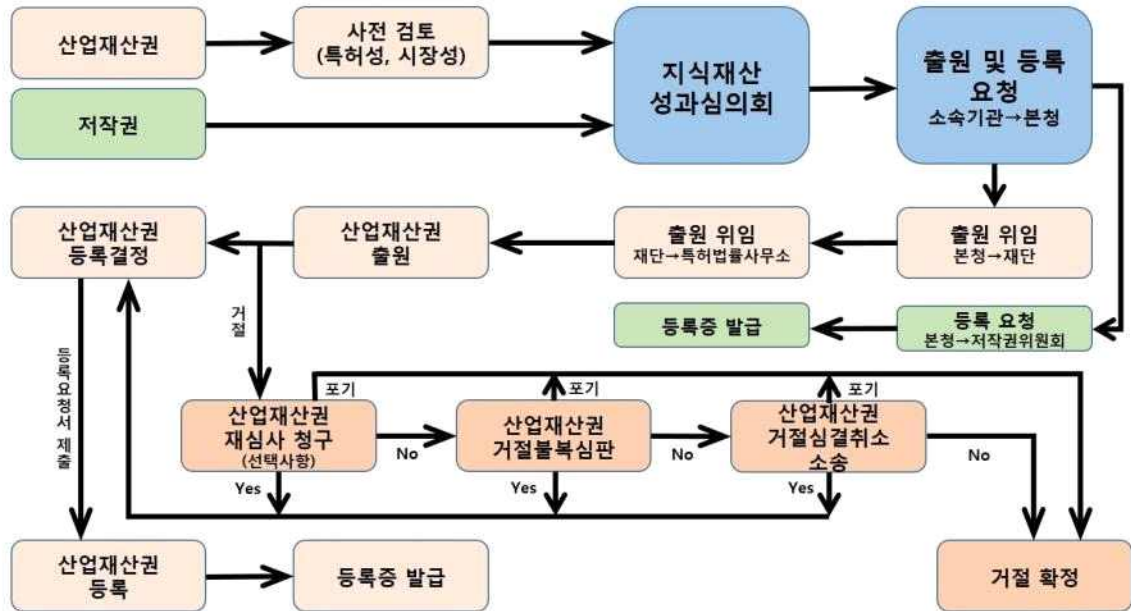 산업재산권
사전 검토
(특허성, 시장성)
지식재산
성과심의회
출원 및 등록
요청
소속기관→본청
저작권
산업재산권
등록결정
산업재산권
출원
출원 위임
재단→특허법률사무소
출원 위임
본청→재단
거절
등록증 발급
등록 요청
본청→저작권위원회
등록요청서 제출
포기
포기
포기
산업재산권
재심사 청구
(선택사항)
No
산업재산권
거절불복심판
No
산업재산권
거절심결취소
소송
No
Yes
Yes
Yes
산업재산권
등록
등록증 발급
거절 확정